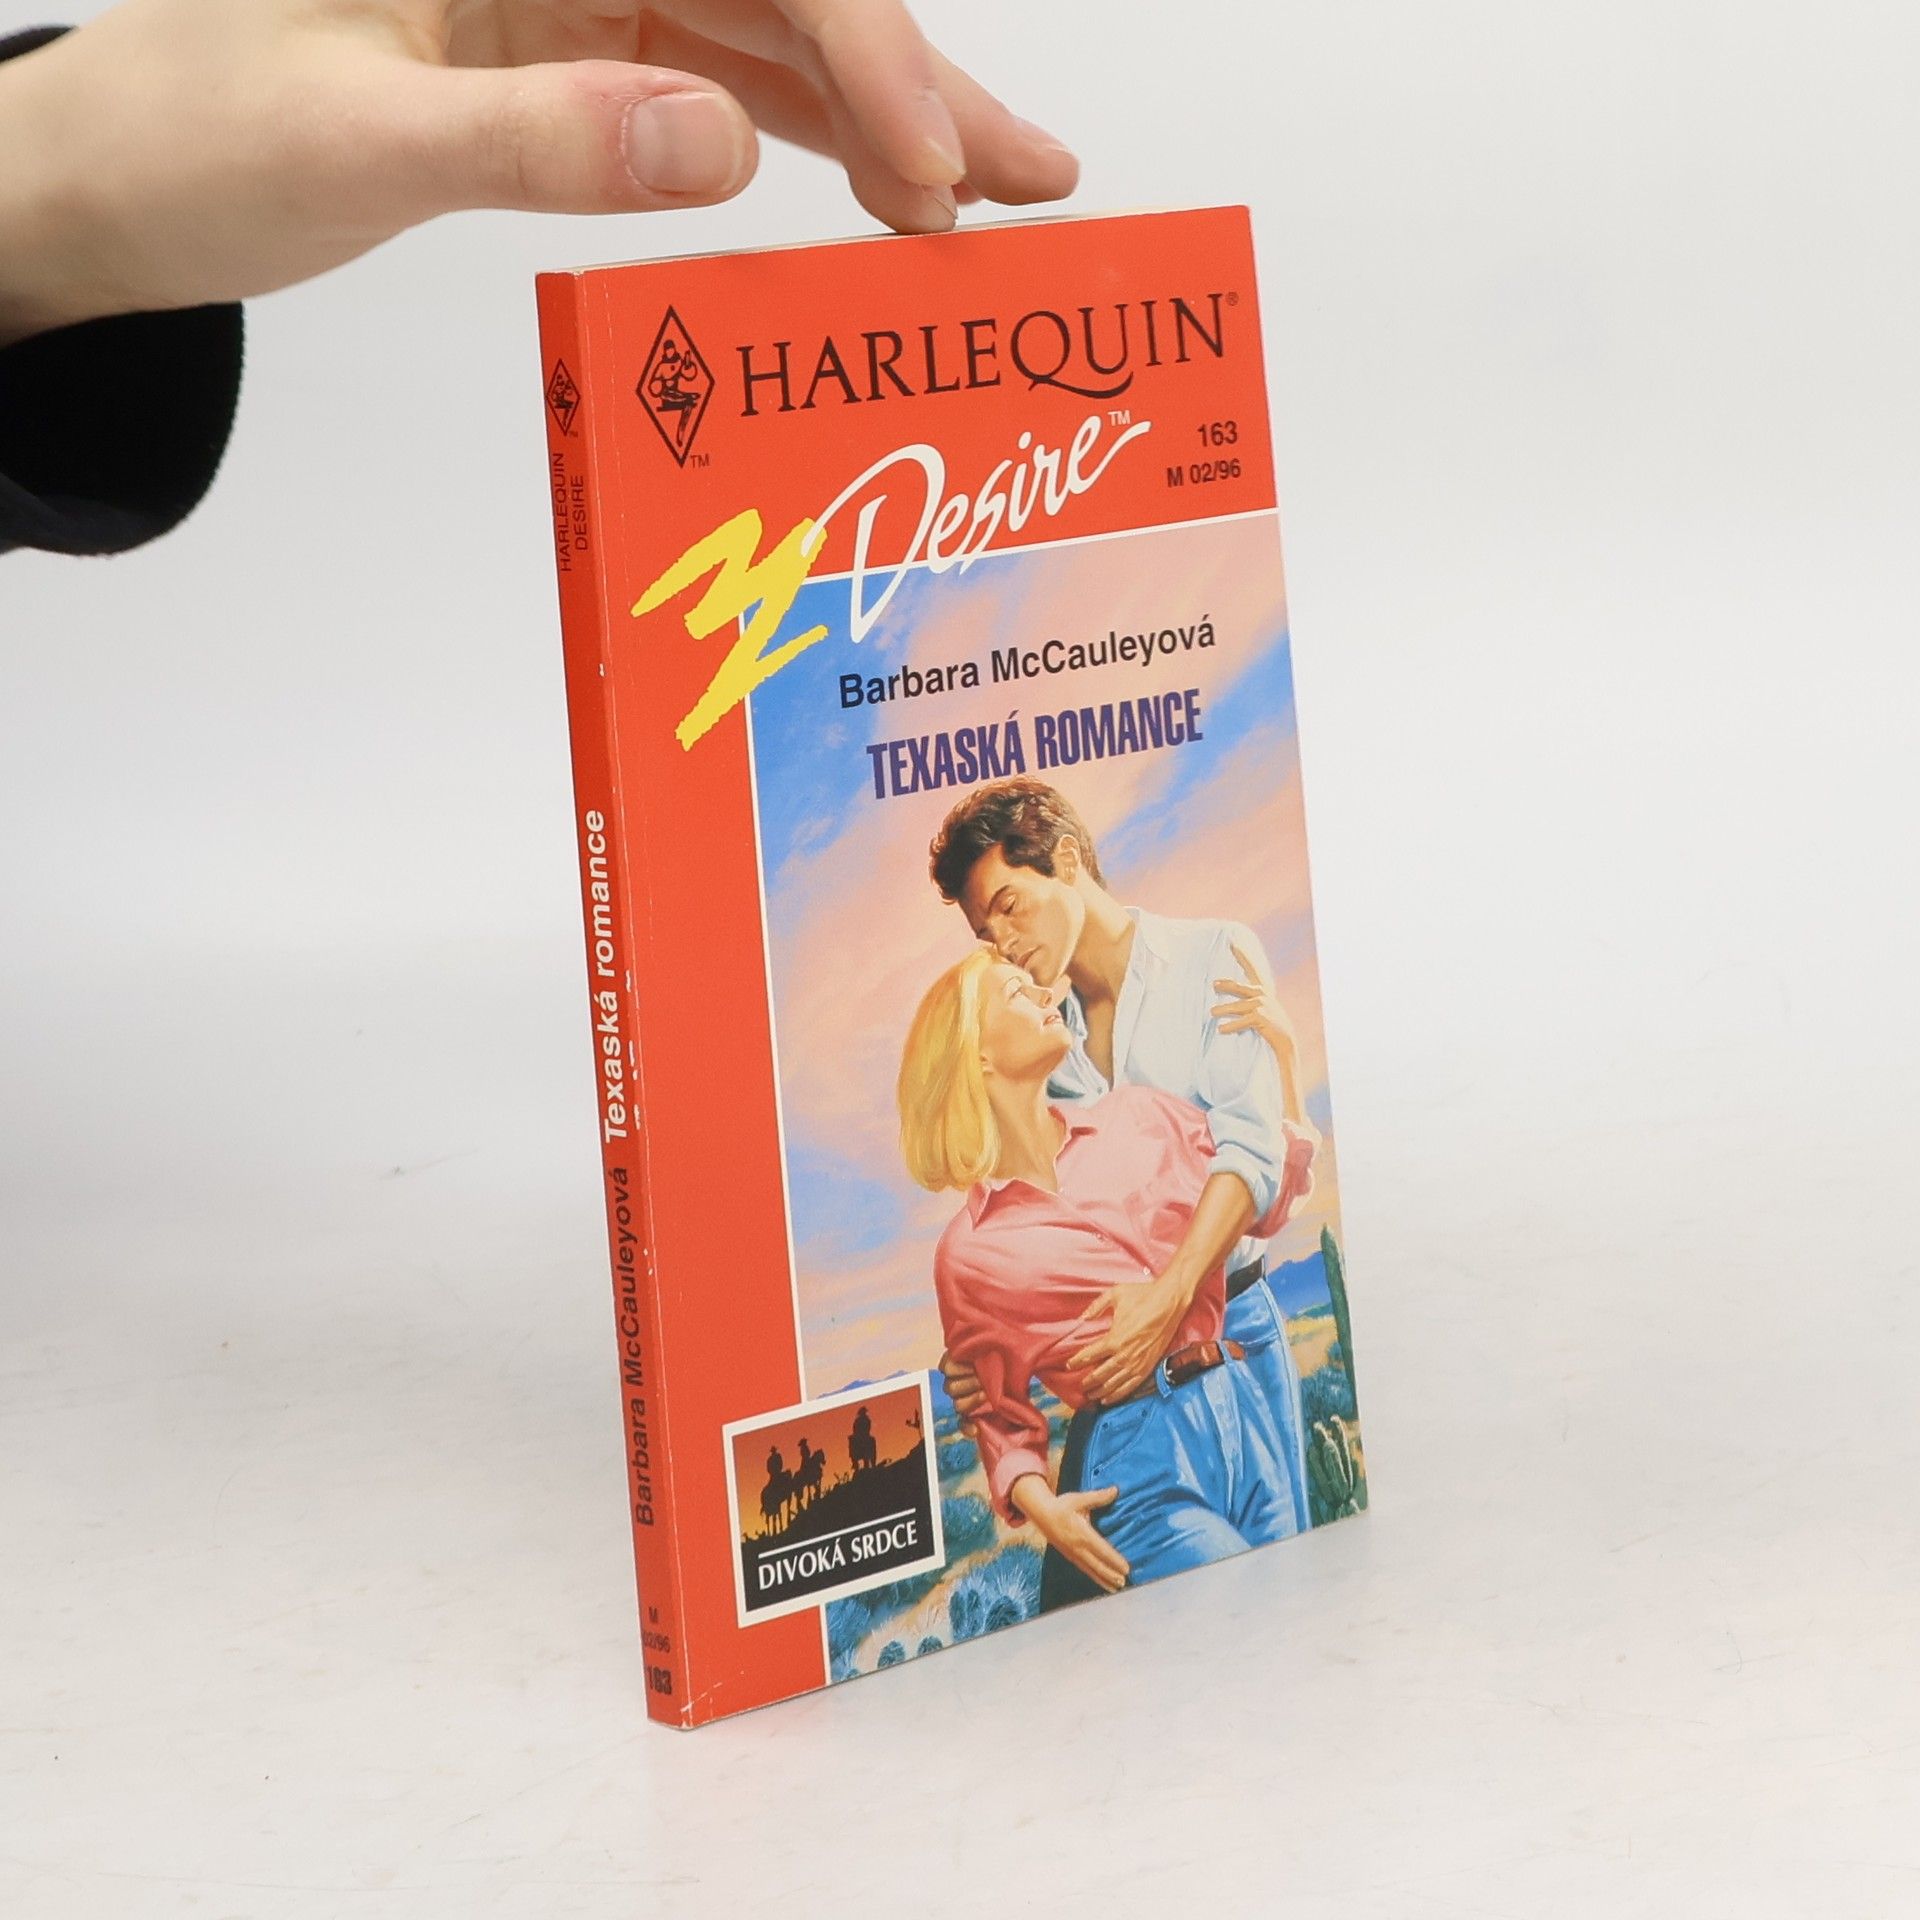 HARLEQUIN®
TM
Desire™
163
M 02/96
Barbara McCauleyová
TEXASKÁ ROMANCE
DIVOKÁ SRDCE
TM
HARLEQUIN
DESIRE
Barbara McCauleyová Texaská romance
M
02/96
163